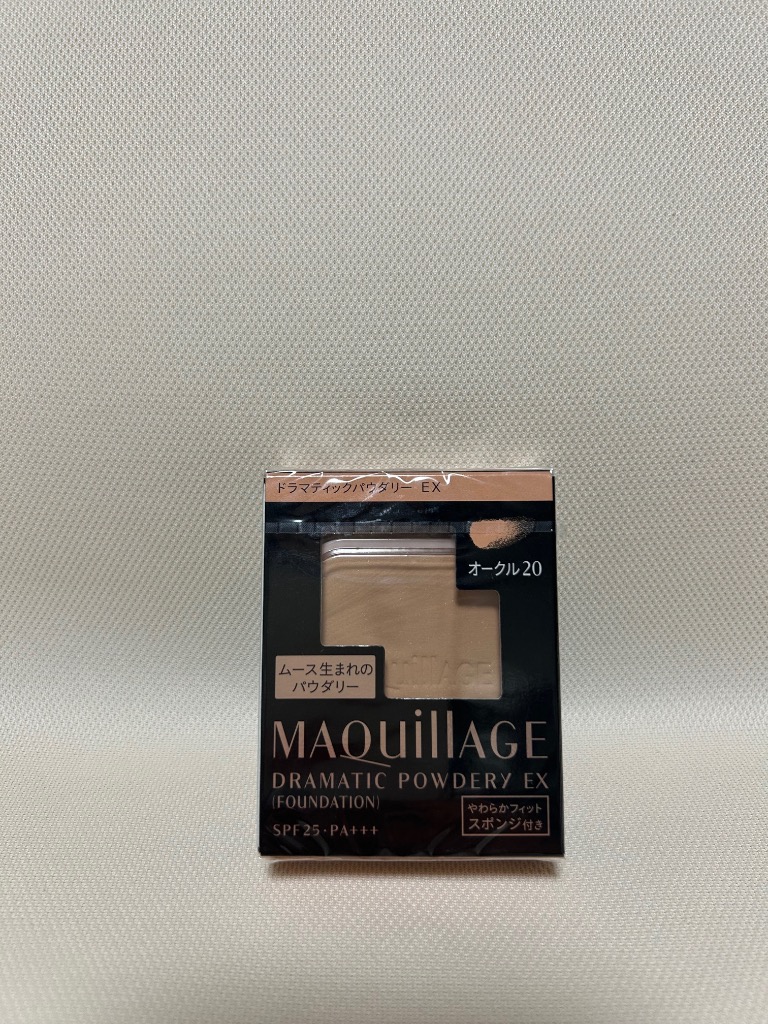 ドラマティックパウダリー EX
オークル20
ムース生まれの
パウダリー
MAQuillAGE
DRAMATIC POWDERY EX
(FOUNDATION)
やわらかフィット
スポンジ付き
SPF25・PA+++